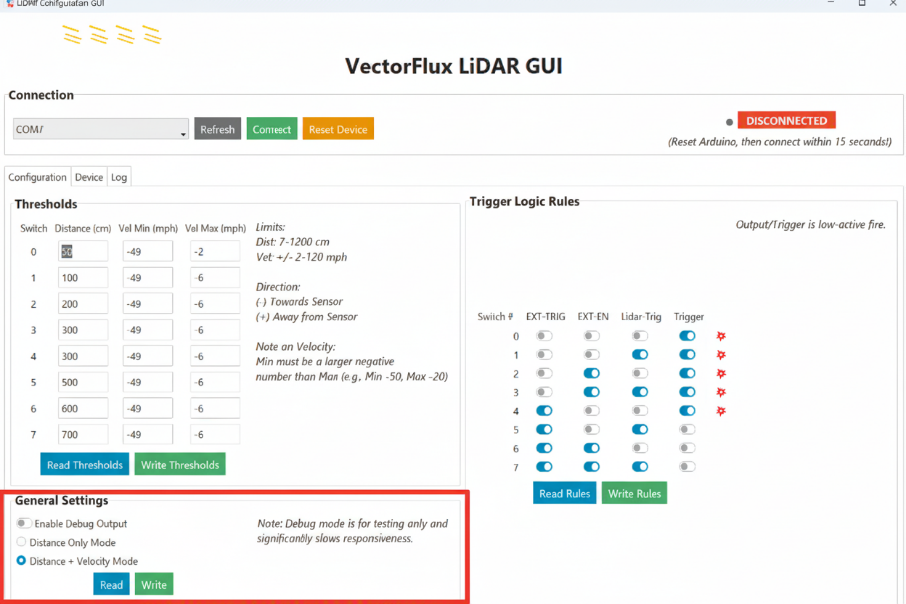 LiDAR Cohifgutatan GUI
VectorFlux LiDAR GUI
Connection
COM7
Refresh
Connect
Reset Device
DISCONNECTED
(Reset Arduino, then connect within 15 seconds!)
Configuration Device Log
Thresholds
Switch Distance (cm) Vel Min (mph) Vel Max (mph)
0 50 -49 -2
1 100 -49 -6
2 200 -49 -6
3 300 -49 -6
4 300 -49 -6
5 500 -49 -6
6 600 -49 -6
7 700 -49 -6
Limits:
Dist: 7-1200 cm
Vet: +/- 2-120 mph
Direction:
(-) Towards Sensor
(+) Away from Sensor
Note an Velocity:
Min must be a larger negative
number than Man (e.g., Min -50, Max -20)
Read Thresholds
Write Thresholds
General Settings
Enable Debug Output
Distance Only Mode
Distance + Velocity Mode
Note: Debug mode is for testing anly and
significantly slows responsiveness.
Read
Write
Trigger Logic Rules
Output/Trigger is low-active fire.
Switch # EXT-TRIG EXT-EN Lidar-Trig Trigger
0
1
2
3
4
5
6
7
Read Rules
Write Rules